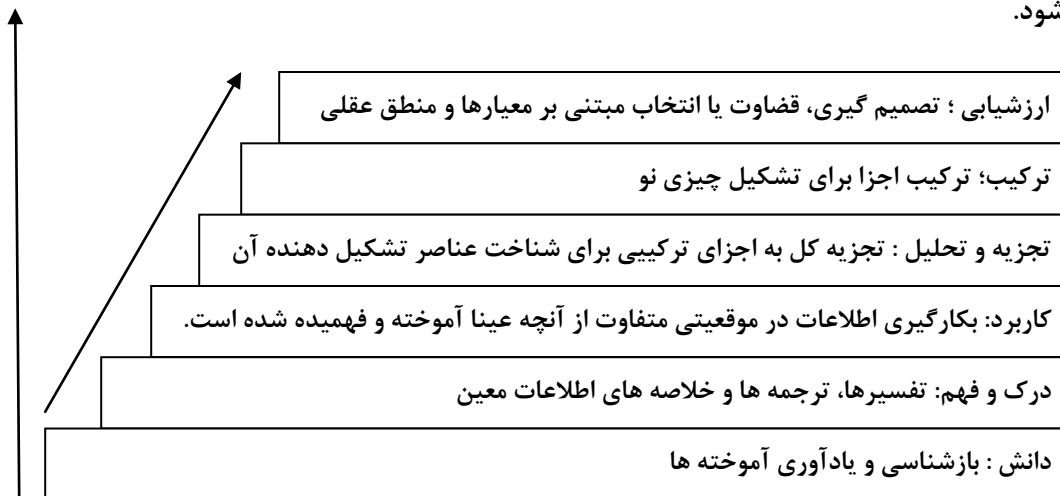 شود.
ارزشیابی ؛ تصمیم گیری، قضاوت یا انتخاب مبتنی بر معیارها و منطق عقلی
ترکیب؛ ترکیب اجزا برای تشکیل چیزی نو
تجزیه و تحلیل : تجزیه کل به اجزای ترکیبی برای شناخت عناصر تشکیل دهنده آن
کاربرد: بکارگیری اطلاعات در موقعیتی متفاوت از آنچه عینا آموخته و فهمیده شده است.
درک و فهم: تفسیرها، ترجمه ها و خلاصه های اطلاعات معین
دانش : بازشناسی و یادآوری آموخته ها